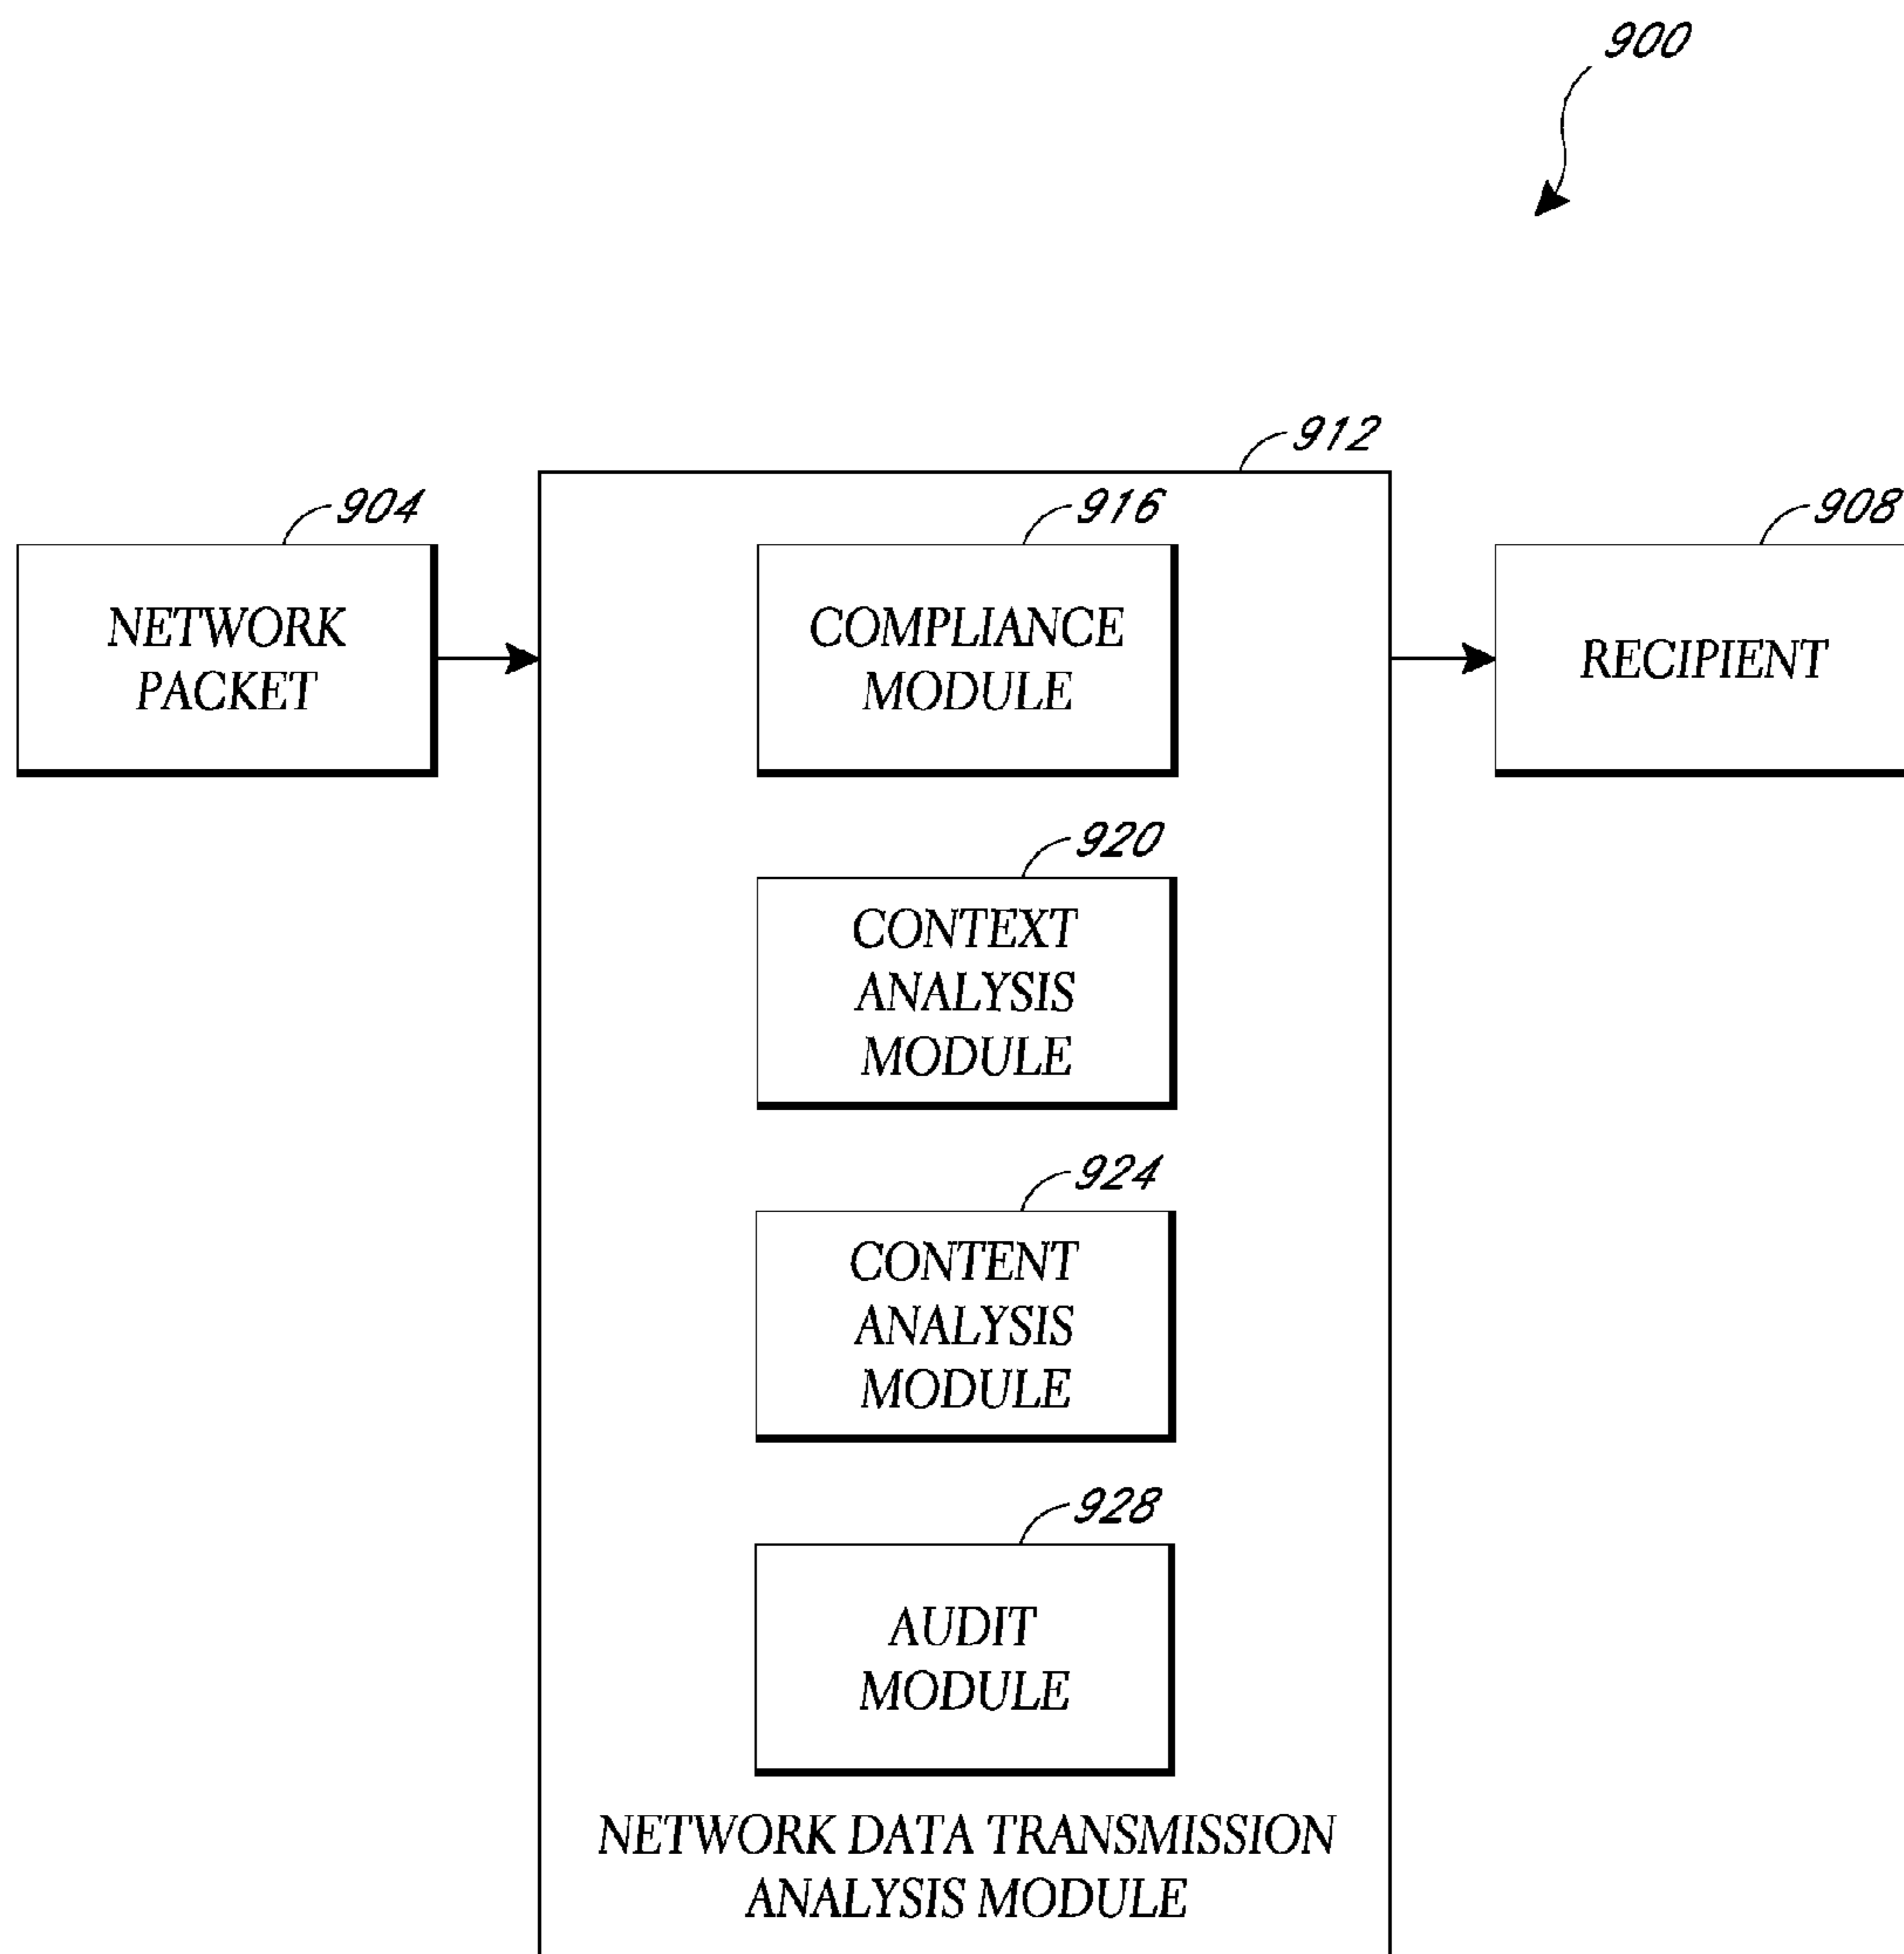 900
912
904
916
908
NETWORK
PACKET
COMPLIANCE
MODULE
RECIPIENT
920
CONTEXT
ANALYSIS
MODULE
924
CONTENT
ANALYSIS
MODULE
928
AUDIT
MODULE
NETWORK DATA TRANSMISSION
ANALYSIS MODULE